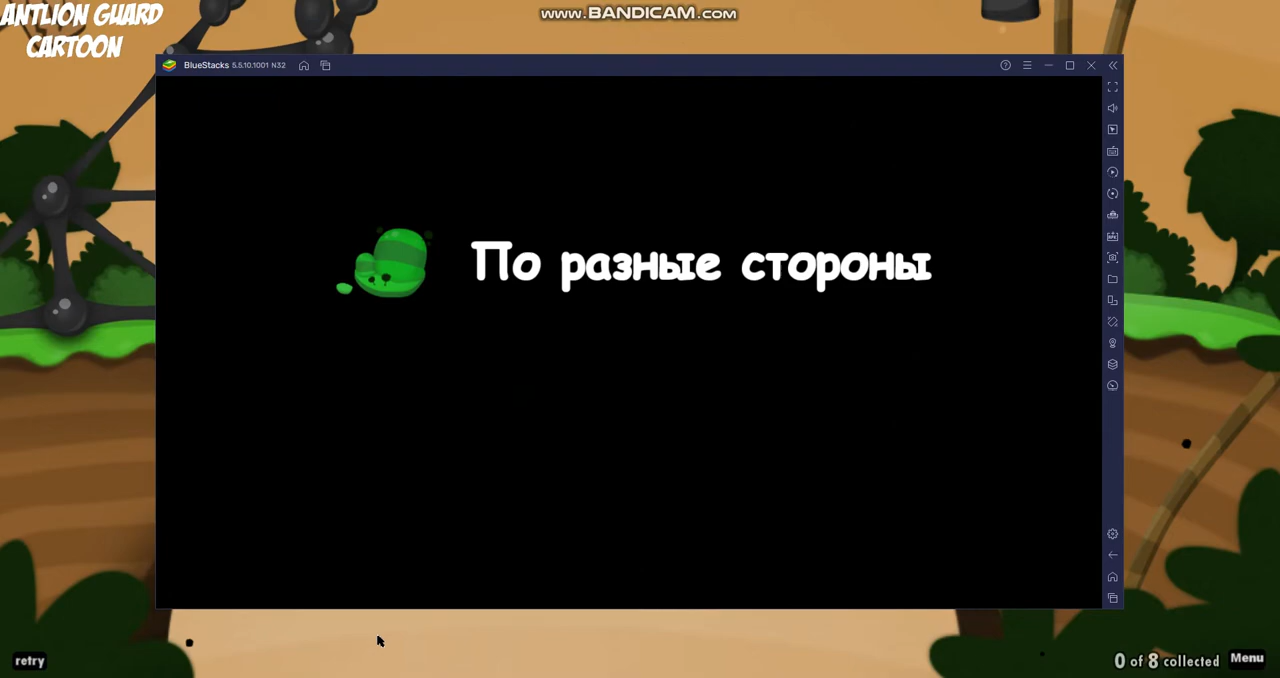 ANTLION GUARD
CARTOON
www.BANDICAM.com
BlueStacks 5.5.10.1001 N32
По разные стороны
retry
0 of 8 collected
Menu